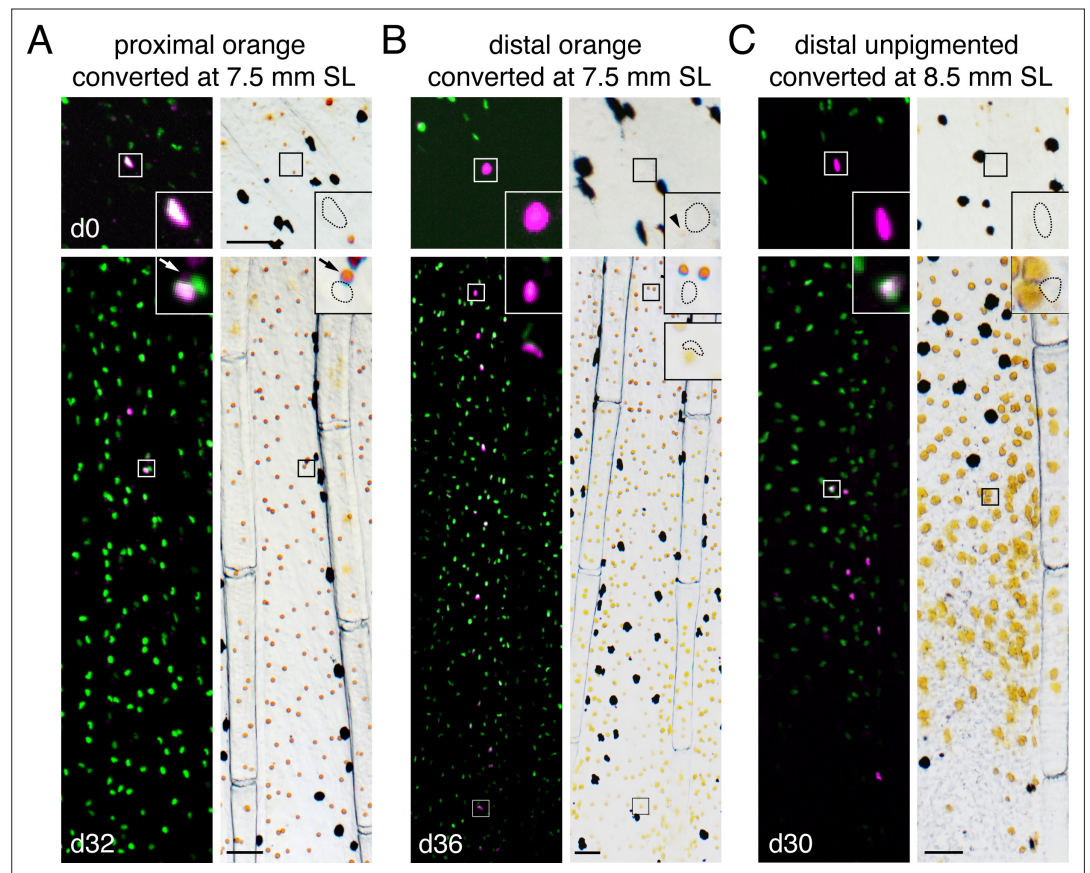 A
proximal orange
converted at 7.5 mm SL
B
distal orange
converted at 7.5 mm SL
C
distal unpigmented
converted at 8.5 mm SL
d0
d32
d36
d30